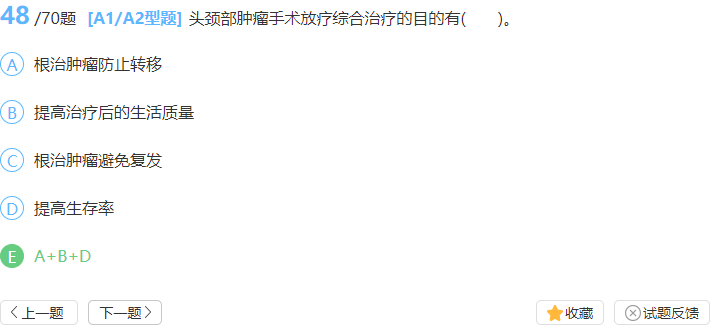 48/70题 [A1/A2型题] 头颈部肿瘤手术放疗综合治疗的目的有( )。
A 根治肿瘤防止转移
B 提高治疗后的生活质量
C 根治肿瘤避免复发
D 提高生存率
E A+B+D
上一题 下一题 收藏 试题反馈